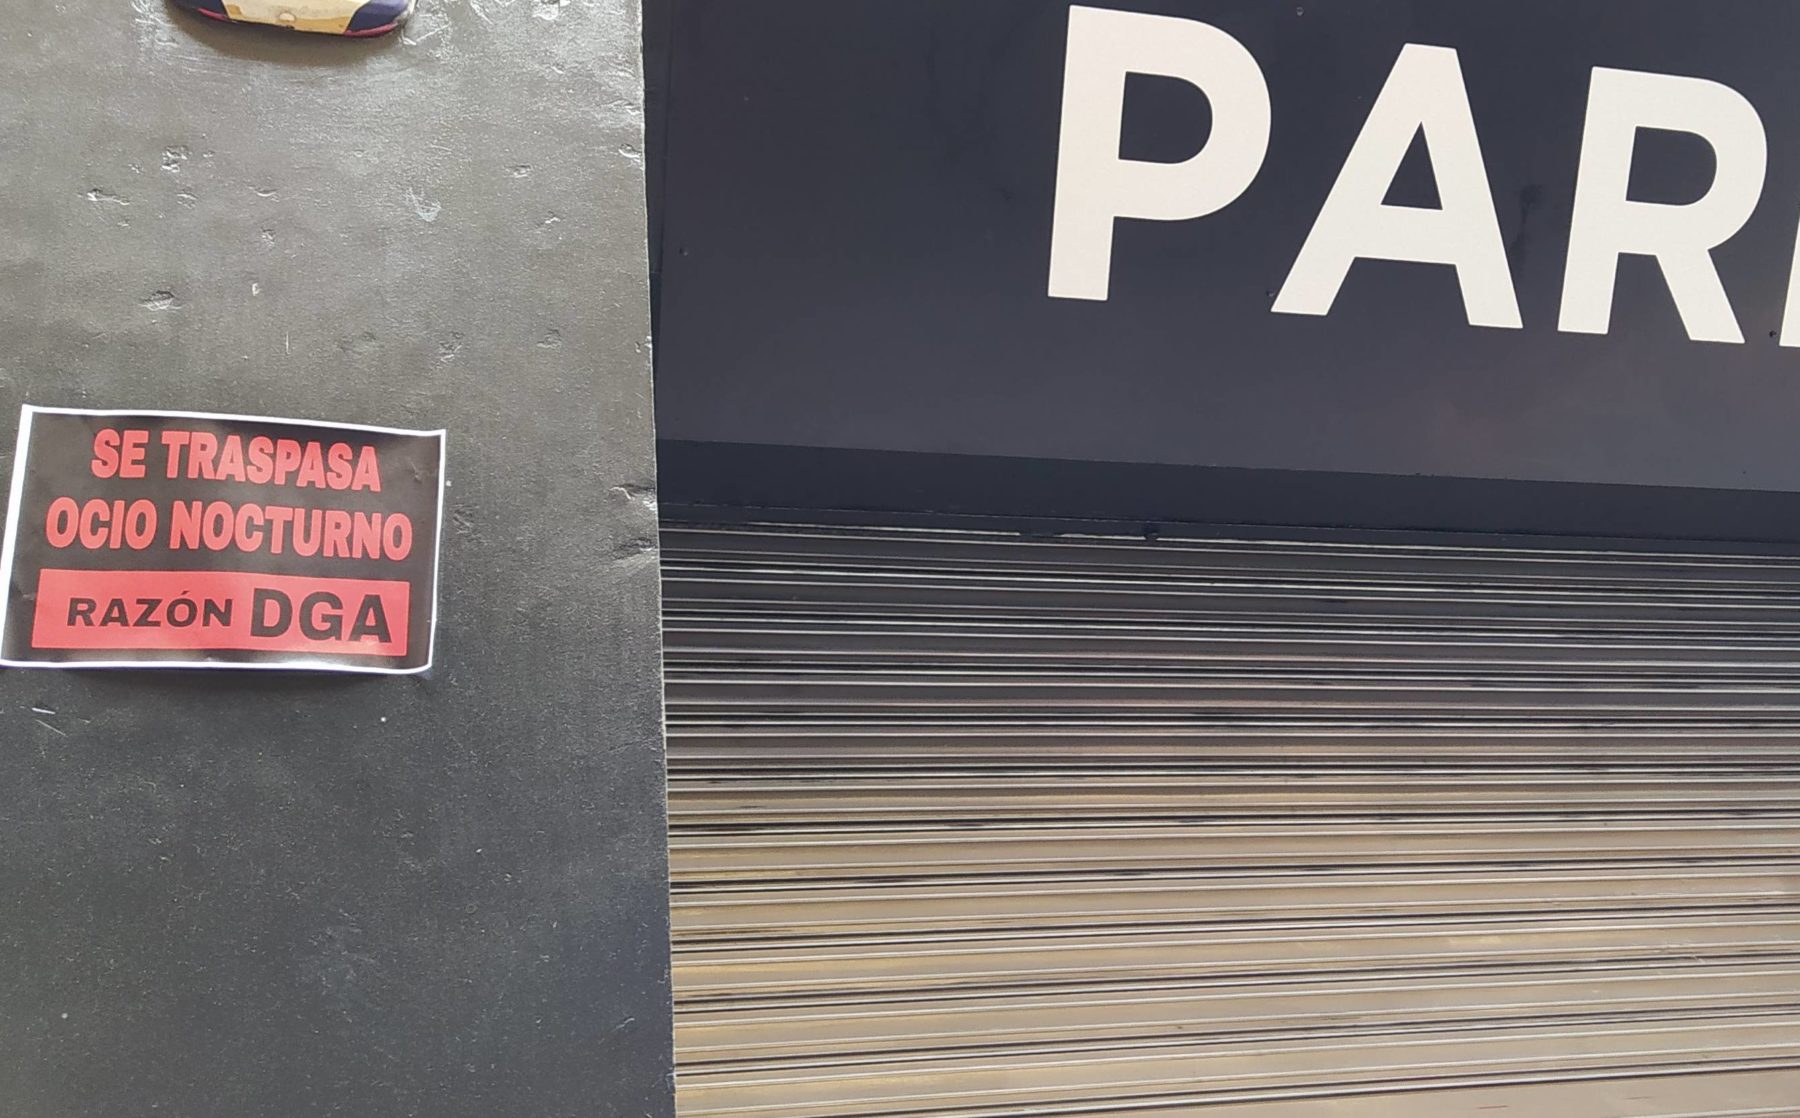 SE TRASPASA
OCIO NOCTURNO
RAZÓN DGA
PAR